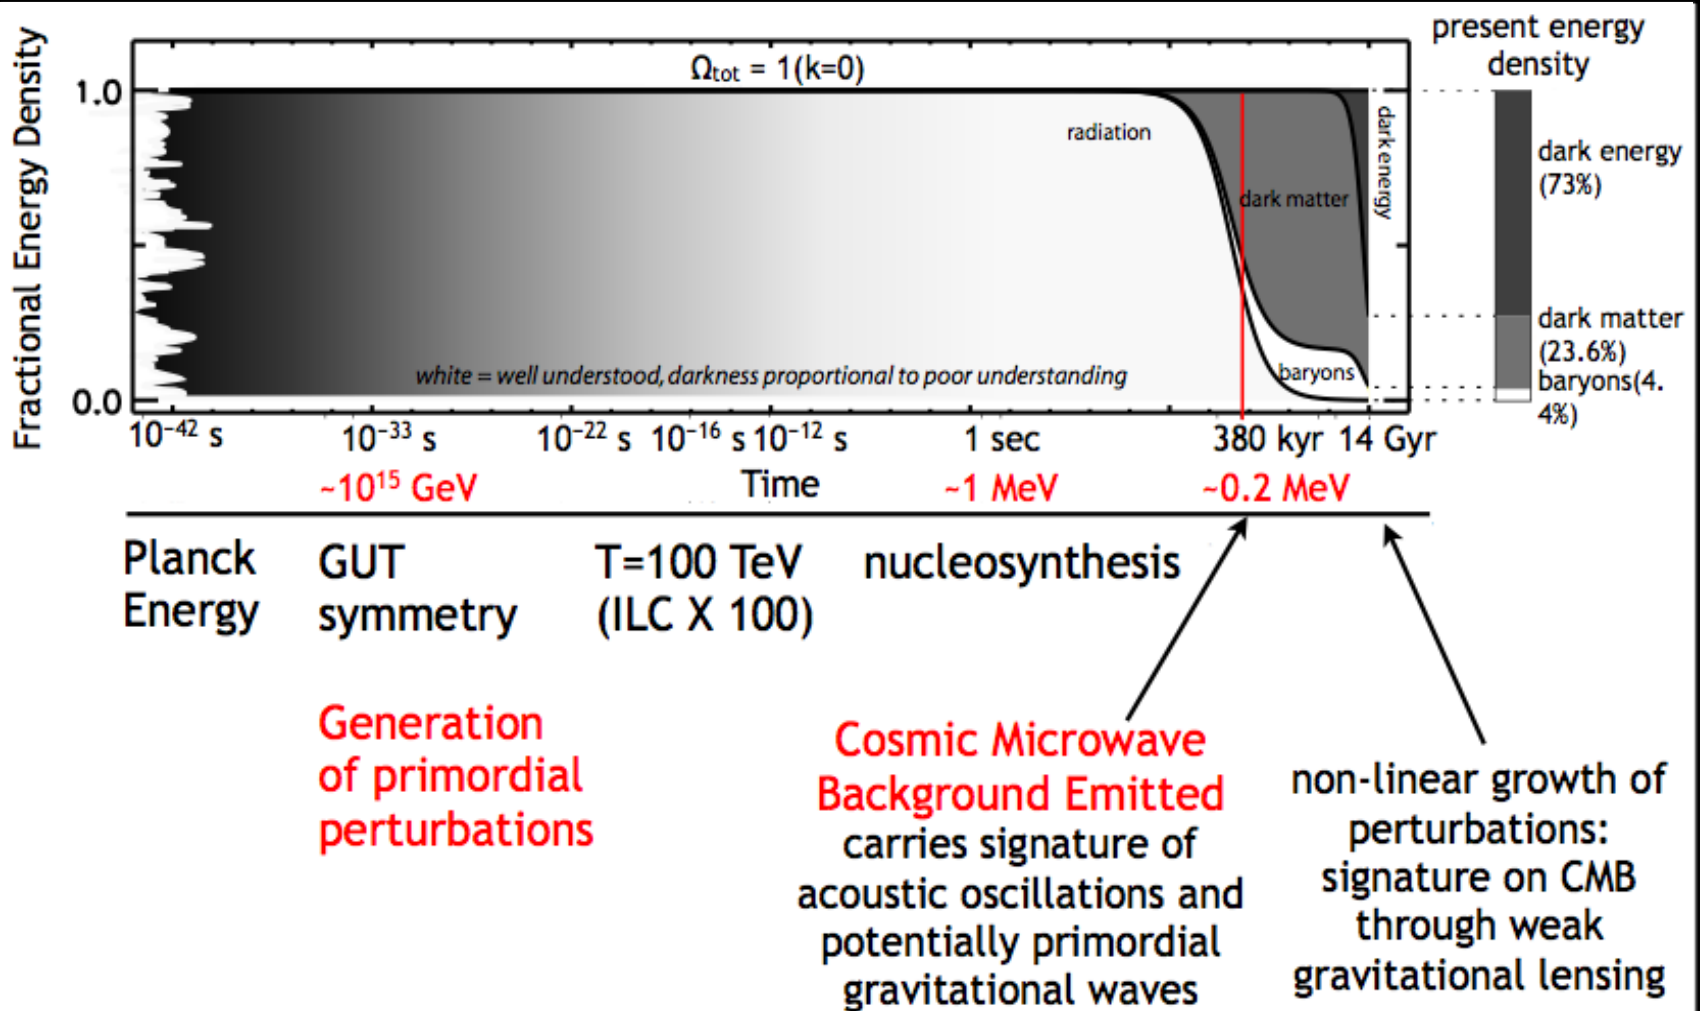 present energy
density
Fractional Energy Density
Ωtot = 1(k=0)
1.0
radiation
dark energy
dark energy
(73%)
dark matter
dark matter
(23.6%)
white = well understood, darkness proportional to poor understanding
baryons
baryons(4.
4%)
0.0
10⁻⁴² s
10⁻³³ s
10⁻²² s
10⁻¹⁶ s
10⁻¹² s
1 sec
380 kyr
14 Gyr
~10¹⁵ GeV
Time
~1 MeV
~0.2 MeV
Planck
Energy
GUT
symmetry
T=100 TeV
(ILC X 100)
nucleosynthesis
Generation
of primordial
perturbations
Cosmic Microwave
Background Emitted
carries signature of
acoustic oscillations and
potentially primordial
gravitational waves
non-linear growth of
perturbations:
signature on CMB
through weak
gravitational lensing